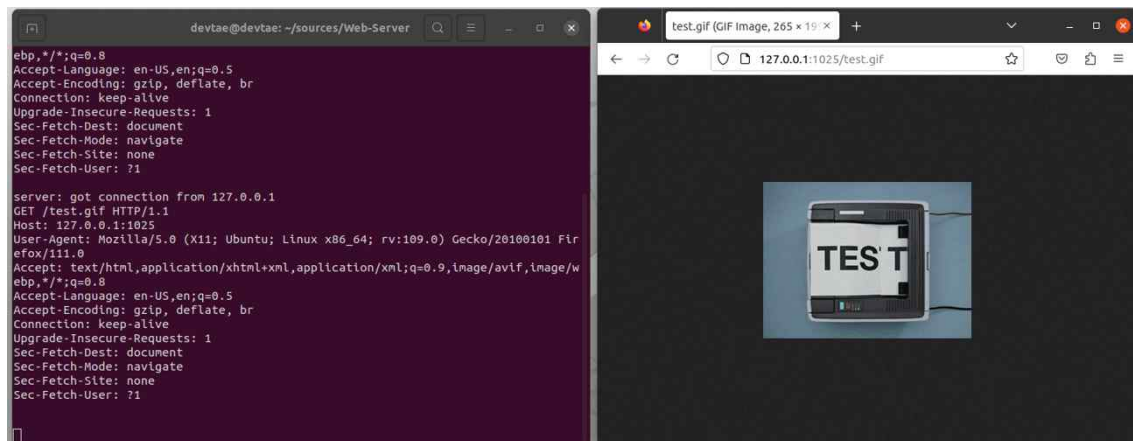 devtae@devtae: ~/sources/Web-Server
ebp,*/*;q=0.8
Accept-Language: en-US,en;q=0.5
Accept-Encoding: gzip, deflate, br
Connection: keep-alive
Upgrade-Insecure-Requests: 1
Sec-Fetch-Dest: document
Sec-Fetch-Mode: navigate
Sec-Fetch-Site: none
Sec-Fetch-User: ?1
server: got connection from 127.0.0.1
GET /test.gif HTTP/1.1
Host: 127.0.0.1:1025
User-Agent: Mozilla/5.0 (X11; Ubuntu; Linux x86_64; rv:109.0) Gecko/20100101 Fir
efox/111.0
Accept: text/html,application/xhtml+xml,application/xml;q=0.9,image/avif,image/w
ebp,*/*;q=0.8
Accept-Language: en-US,en;q=0.5
Accept-Encoding: gzip, deflate, br
Connection: keep-alive
Upgrade-Insecure-Requests: 1
Sec-Fetch-Dest: document
Sec-Fetch-Mode: navigate
Sec-Fetch-Site: none
Sec-Fetch-User: ?1
test.gif (GIF Image, 265 × 19
127.0.0.1:1025/test.gif
TEST